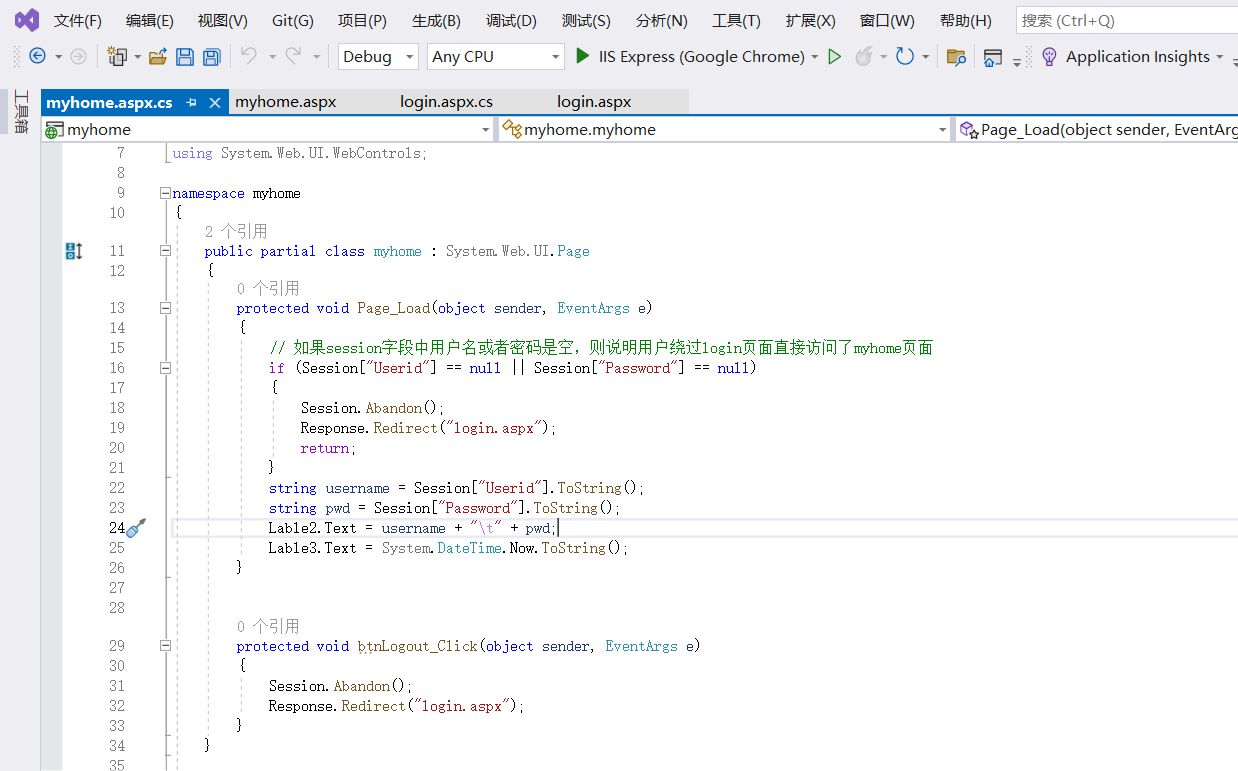 文件(F) 编辑(E) 视图(V) Git(G) 项目(P) 生成(B) 调试(D) 测试(S) 分析(N) 工具(T) 扩展(X) 窗口(W) 帮助(H) 搜索 (Ctrl+Q)
Debug Any CPU IIS Express (Google Chrome) Application Insights
工具箱
myhome.aspx.cs myhome.aspx login.aspx.cs login.aspx
myhome myhome.myhome Page_Load(object sender, EventArg
7 using System.Web.UI.WebControls;
8
9 namespace myhome
10 {
2 个引用
11 public partial class myhome : System.Web.UI.Page
12 {
0 个引用
13 protected void Page_Load(object sender, EventArgs e)
14 {
15 // 如果session字段中用户名或者密码是空，则说明用户绕过login页面直接访问了myhome页面
16 if (Session["Userid"] == null || Session["Password"] == null)
17 {
18 Session.Abandon();
19 Response.Redirect("login.aspx");
20 return;
21 }
22 string username = Session["Userid"].ToString();
23 string pwd = Session["Password"].ToString();
24 Lable2.Text = username + "\t" + pwd;
25 Lable3.Text = System.DateTime.Now.ToString();
26 }
27
28
0 个引用
29 protected void btnLogout_Click(object sender, EventArgs e)
30 {
31 Session.Abandon();
32 Response.Redirect("login.aspx");
33 }
34 }
35